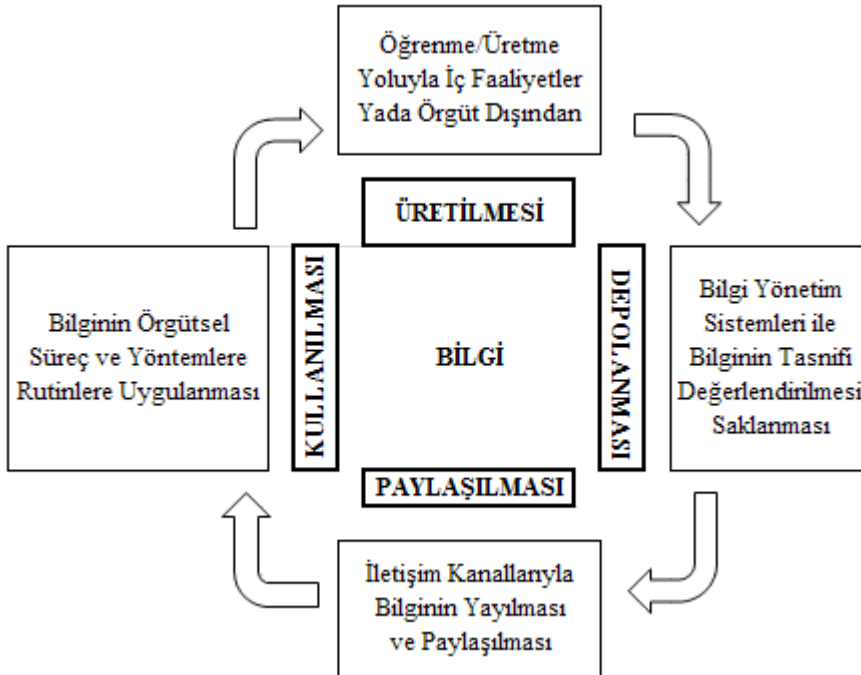 Öğrenme/Üretme
Yoluyla İç Faaliyetler
Yada Örgüt Dışından
ÜRETİLMESİ
Bilginin Örgütsel
Süreç ve Yöntemlere
Rutinlere Uygulanması
KULLANILMASI
BİLGİ
DEPOLANMASI
Bilgi Yönetim
Sistemleri ile
Bilginin Tasnifi
Değerlendirilmesi
Saklanması
PAYLAŞILMASI
İletişim Kanallarıyla
Bilginin Yayılması
ve Paylaşılması